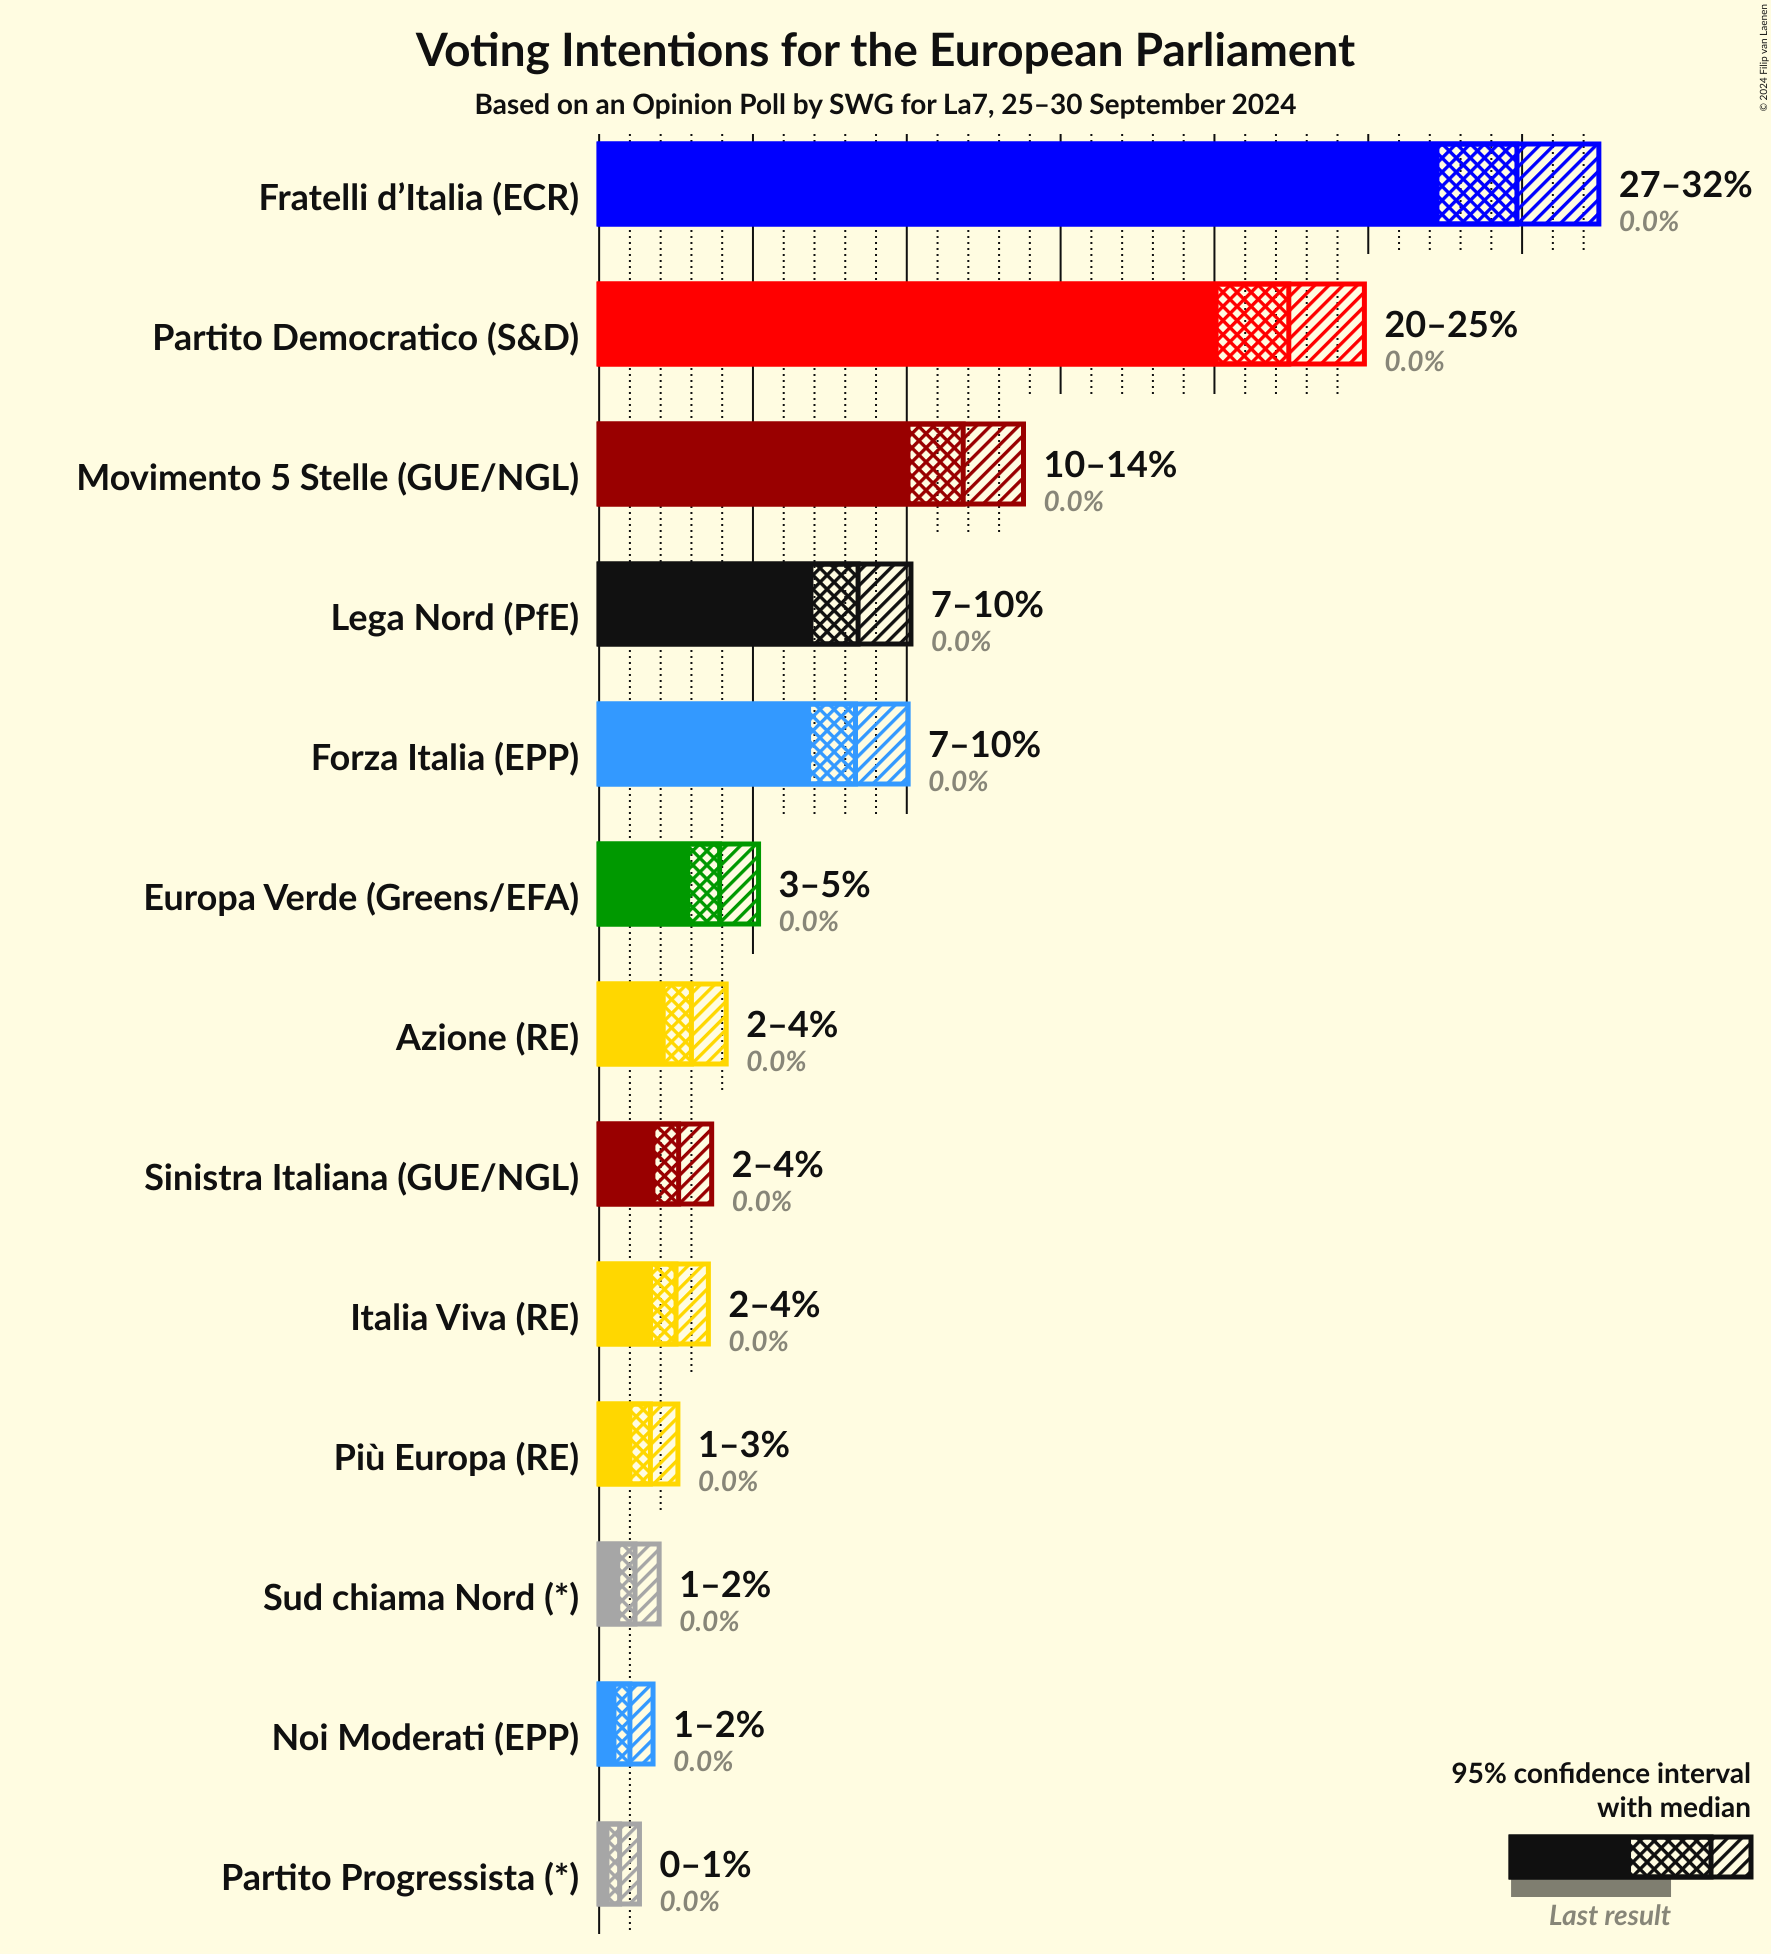 Voting Intentions for the European Parliament
Based on an Opinion Poll by SWG for La7, 25–30 September 2024
© 2024 Filip van Laenen
Fratelli d’Italia (ECR)
27–32%
0.0%
Partito Democratico (S&D)
20–25%
0.0%
Movimento 5 Stelle (GUE/NGL)
10–14%
0.0%
Lega Nord (PfE)
7–10%
0.0%
Forza Italia (EPP)
7–10%
0.0%
Europa Verde (Greens/EFA)
3–5%
0.0%
Azione (RE)
2–4%
0.0%
Sinistra Italiana (GUE/NGL)
2–4%
0.0%
Italia Viva (RE)
2–4%
0.0%
Più Europa (RE)
1–3%
0.0%
Sud chiama Nord (*)
1–2%
0.0%
Noi Moderati (EPP)
1–2%
0.0%
Partito Progressista (*)
0–1%
0.0%
95% confidence interval
with median
Last result